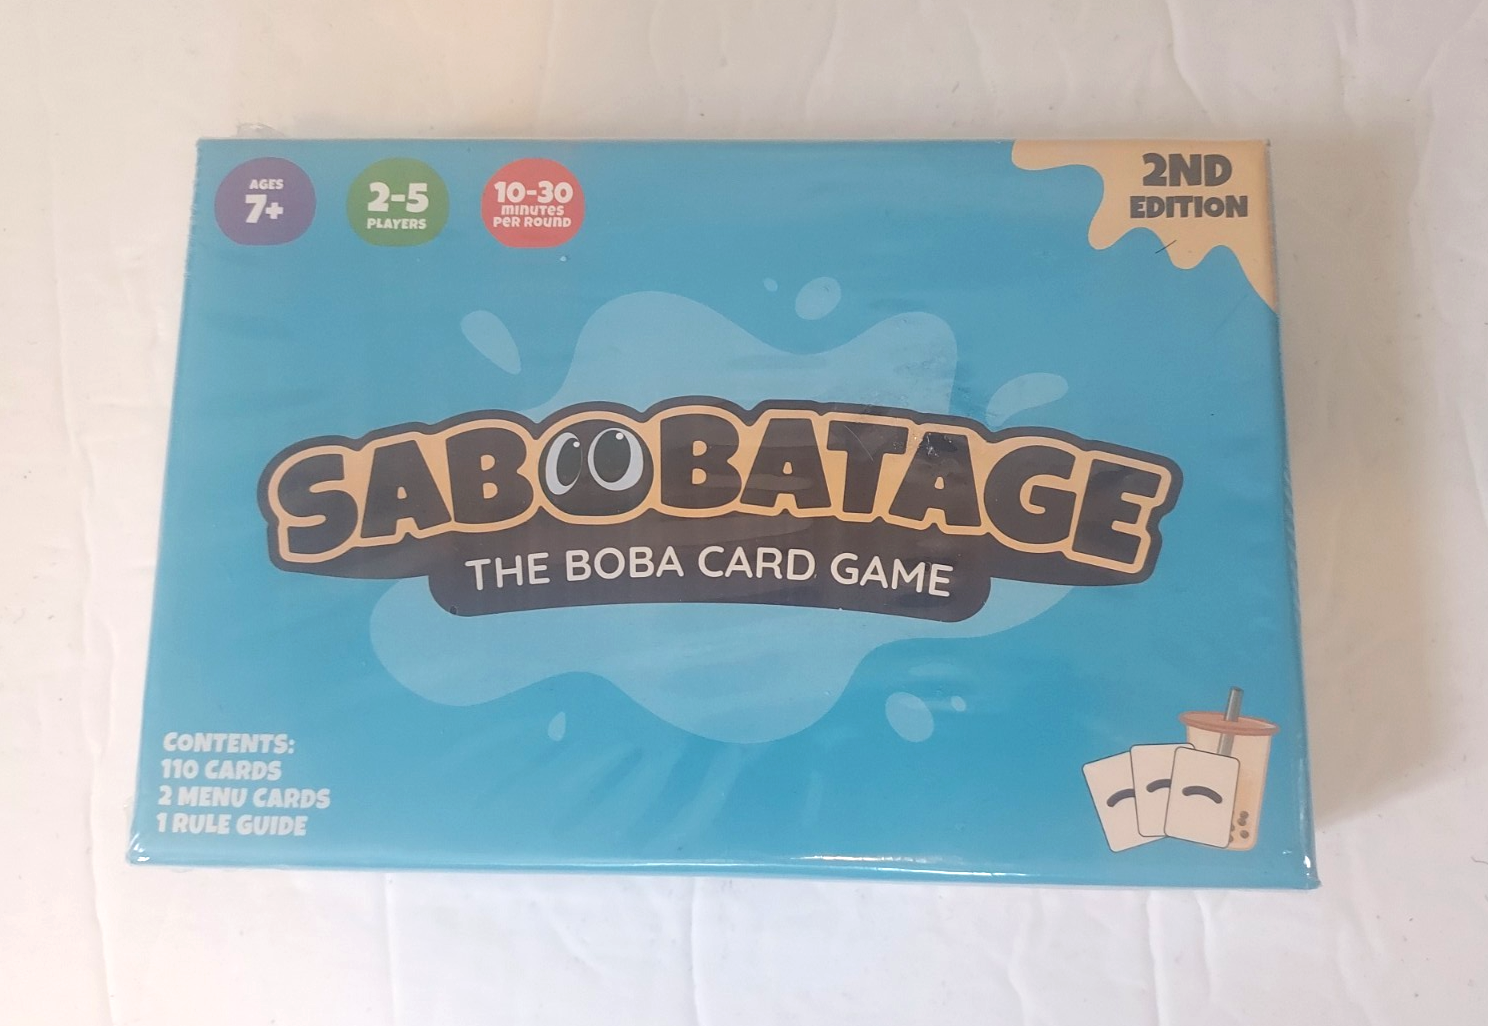 AGES
7+
2-5
PLAYERS
10-30
MINUTES
PER ROUND
2ND
EDITION
SABOBATAGE
THE BOBA CARD GAME
CONTENTS:
110 CARDS
2 MENU CARDS
1 RULE GUIDE